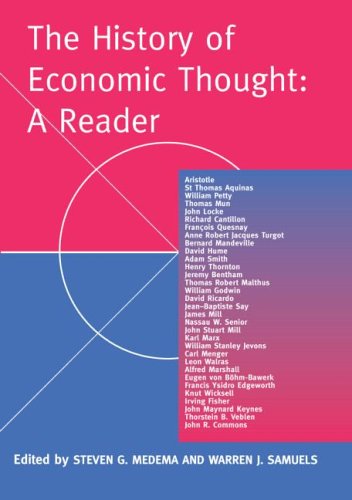 The History of
Economic Thought:
A Reader
Aristotle
St Thomas Aquinas
William Petty
Thomas Mun
John Locke
Richard Cantillon
François Quesnay
Anne Robert Jacques Turgot
Bernard Mandeville
David Hume
Adam Smith
Henry Thornton
Jeremy Bentham
Thomas Robert Malthus
William Godwin
David Ricardo
Jean–Baptiste Say
James Mill
Nassau W. Senior
John Stuart Mill
Karl Marx
William Stanley Jevons
Carl Menger
Leon Walras
Alfred Marshall
Eugen von Böhm-Bawerk
Francis Ysidro Edgeworth
Knut Wicksell
Irving Fisher
John Maynard Keynes
Thorstein B. Veblen
John R. Commons
Edited by STEVEN G. MEDEMA AND WARREN J. SAMUELS